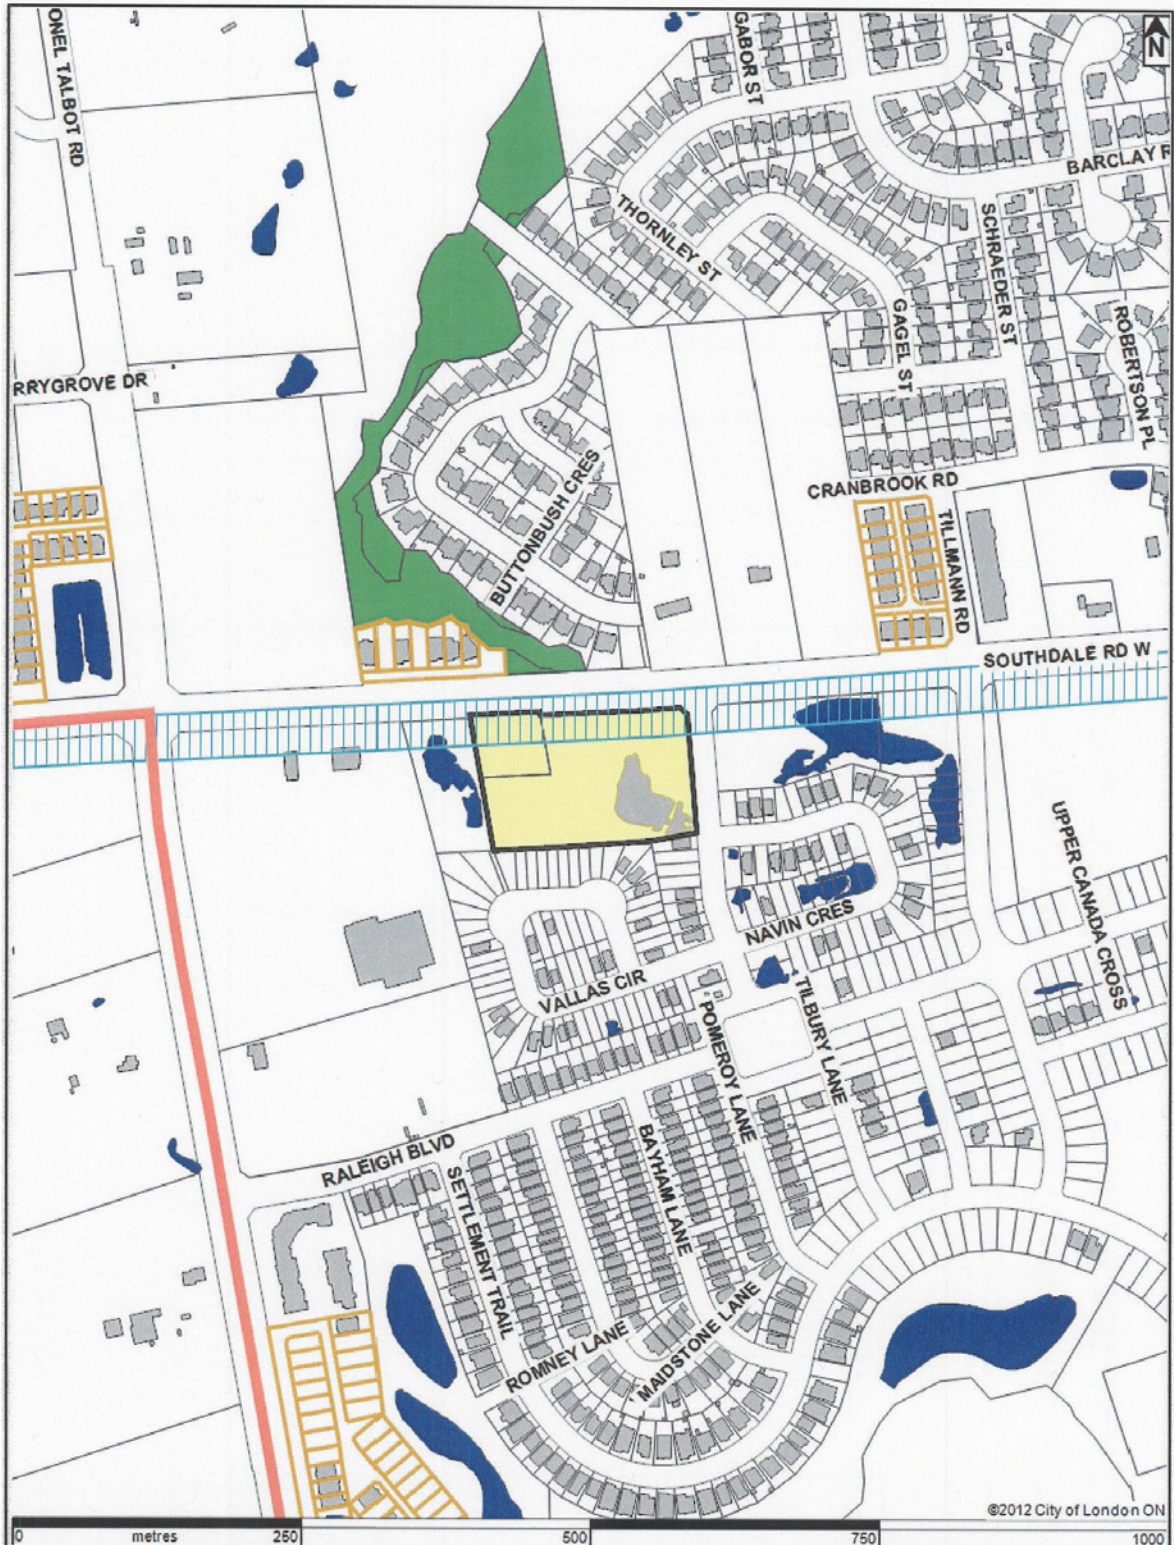 ONEL TALBOT RD
GABOR ST
N
BARCLAY R
THORNLEY ST
SCHRAEDER ST
GAGEL ST
ROBERTSON PL
RRYGROVE DR
BUTTONBUSH CRES
CRANBROOK RD
TILLMANN RD
SOUTHDALE RD W
UPPER CANADA CROSS
NAVIN CRES
VALLAS CIR
TILBURY LANE
POMEROY LANE
RALEIGH BLVD
BAYHAM LANE
SETTLEMENT TRAIL
ROMNEY LANE
MAIDSTONE LANE
©2012 City of London ON
0 metres 250 500 750 1000